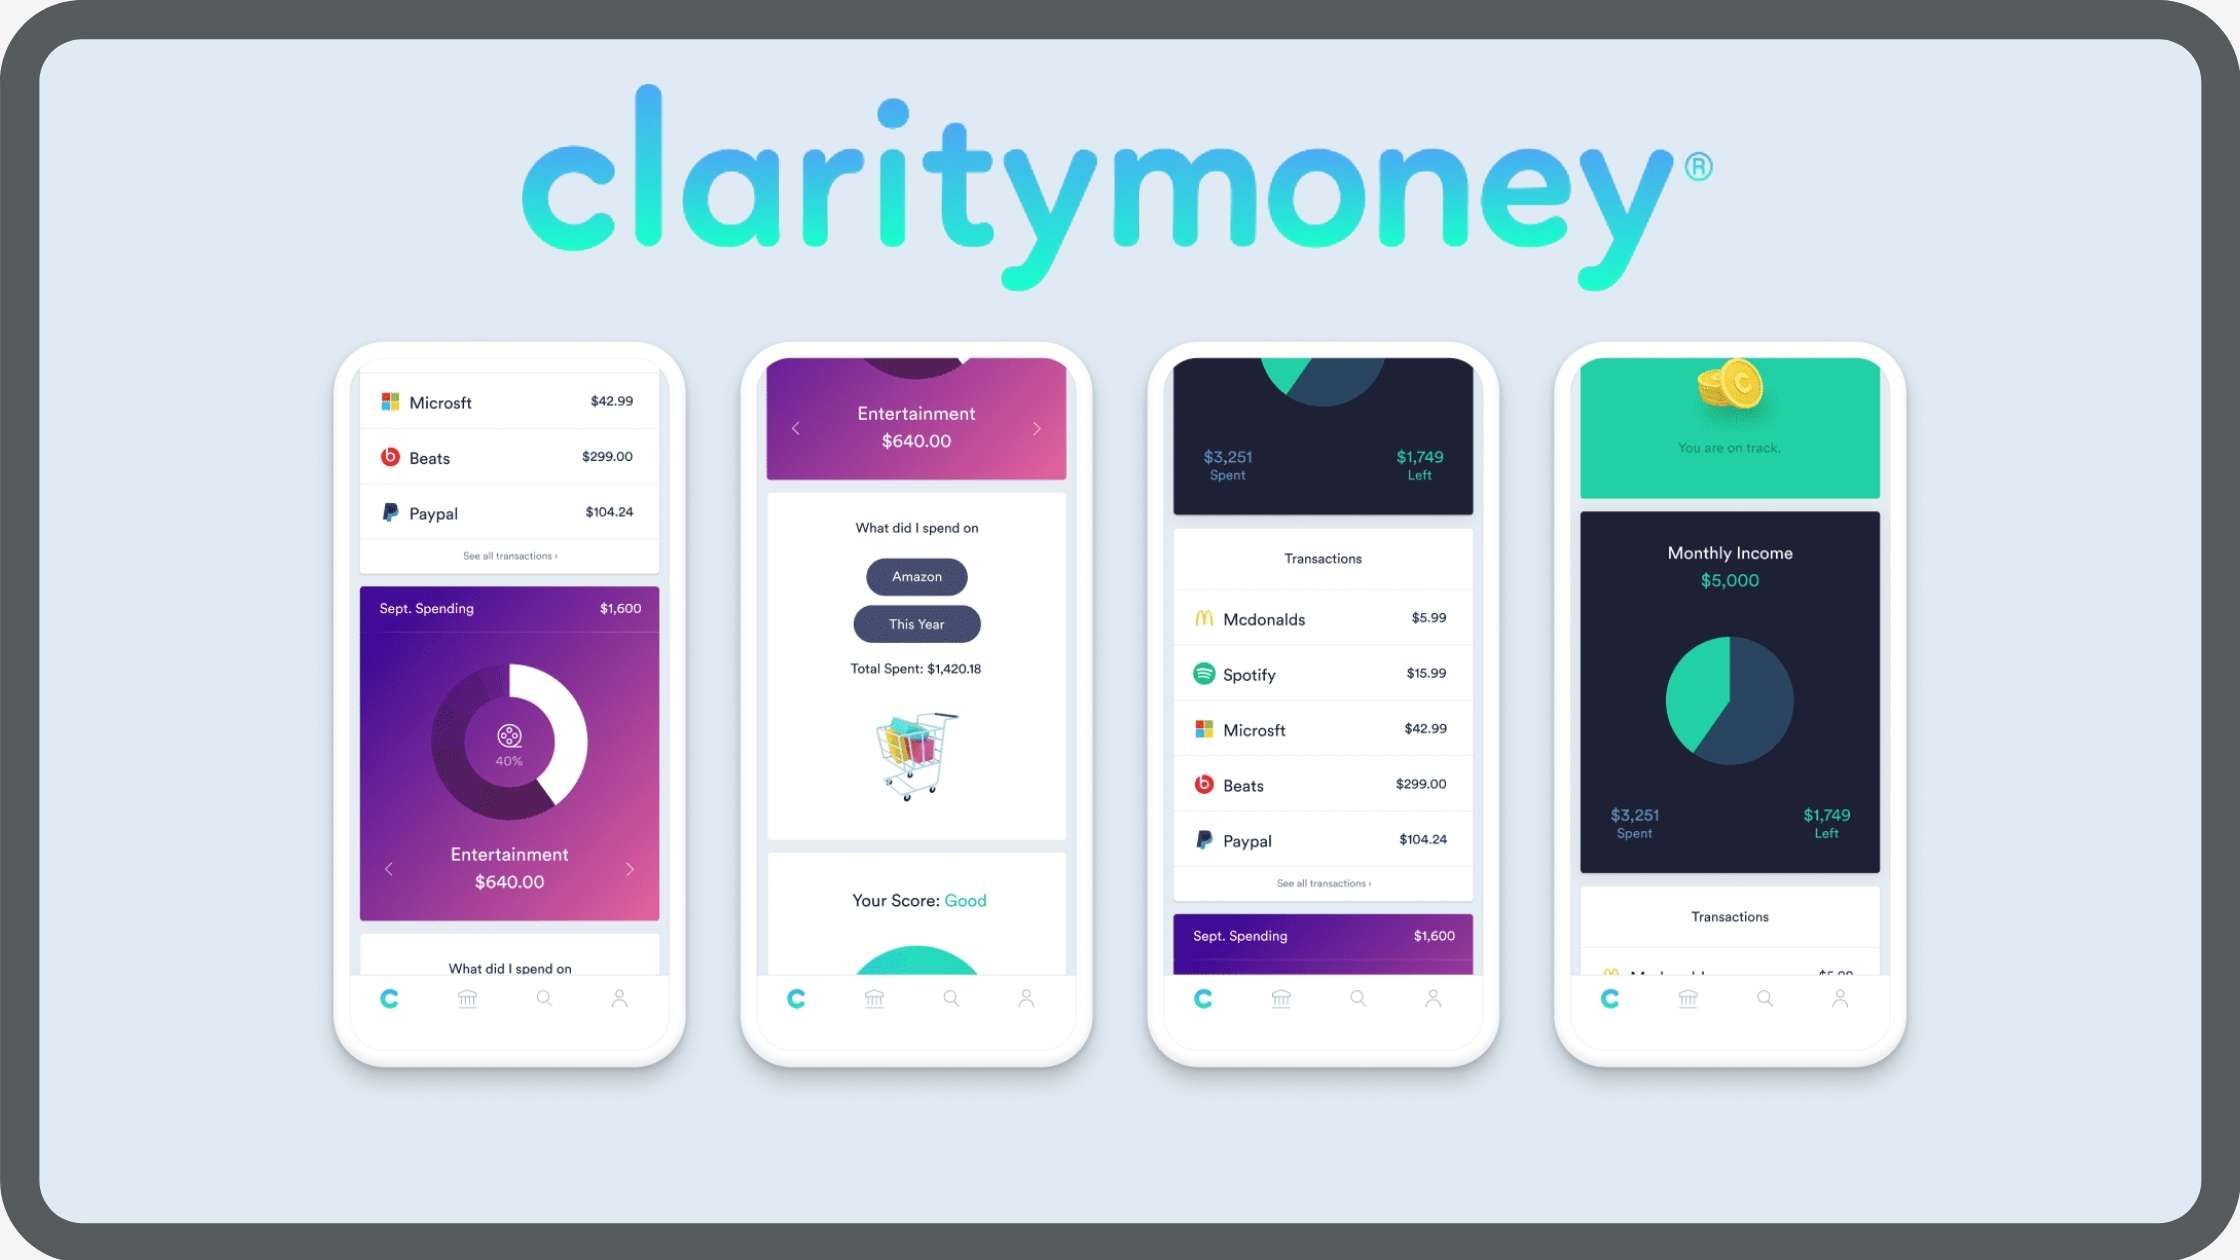 claritymoney®
Microsft $42.99
Beats $299.00
Paypal $104.24
See all transactions ›
Sept. Spending $1,600
40%
Entertainment
$640.00
What did I spend on
Entertainment
$640.00
What did I spend on
Amazon
This Year
Total Spent: $1,420.18
Your Score: Good
$3,251 $1,749
Spent Left
Transactions
Mcdonalds $5.99
Spotify $15.99
Microsft $42.99
Beats $299.00
Paypal $104.24
See all transactions ›
Sept. Spending $1,600
You are on track.
Monthly Income
$5,000
$3,251 $1,749
Spent Left
Transactions